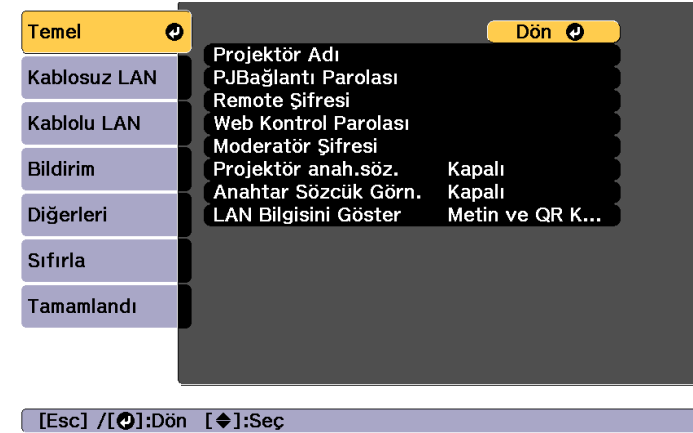 Temel
Kablosuz LAN
Kablolu LAN
Bildirim
Diğerleri
Sıfırla
Tamamlandı
Dön
Projektör Adı
PJBağlantı Parolası
Remote Şifresi
Web Kontrol Parolası
Moderatör Şifresi
Projektör anah.söz. Kapalı
Anahtar Sözcük Görn. Kapalı
LAN Bilgisini Göster Metin ve QR K...
[Esc] /[↵]:Dön [◆]:Seç